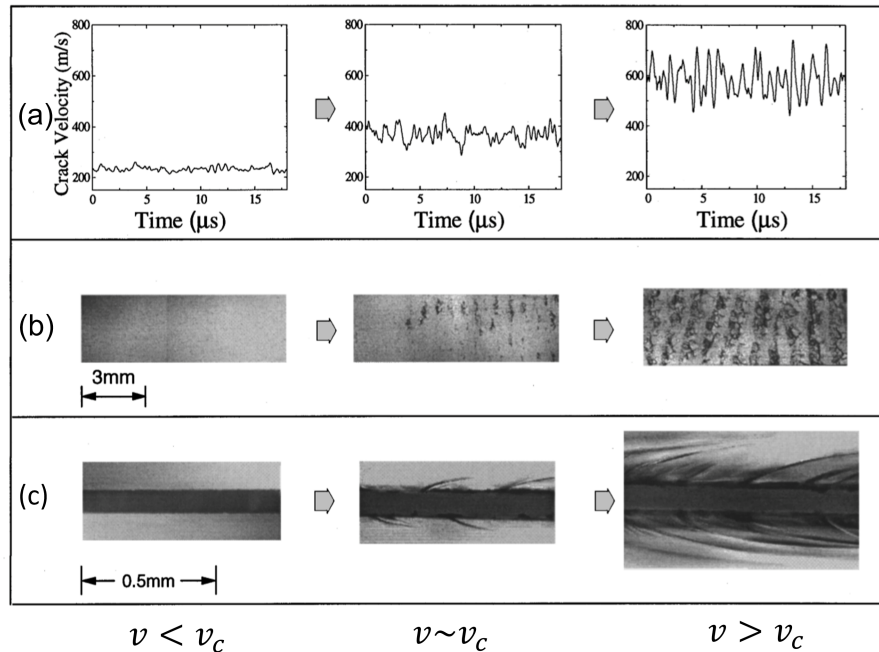 (a)
Crack Velocity (m/s)
800
600
400
200
0 5 10 15
Time (μs)
800
600
400
200
0 5 10 15
Time (μs)
800
600
400
200
0 5 10 15
Time (μs)
(b)
3mm
(c)
0.5mm
v < v_c
v~v_c
v > v_c